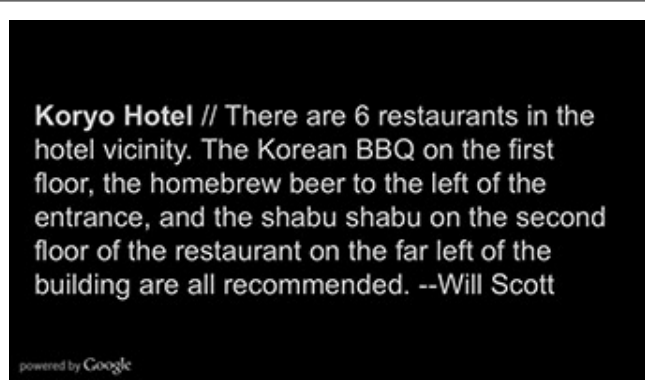 Koryo Hotel // There are 6 restaurants in the
hotel vicinity. The Korean BBQ on the first
floor, the homebrew beer to the left of the
entrance, and the shabu shabu on the second
floor of the restaurant on the far left of the
building are all recommended. --Will Scott
powered by Google